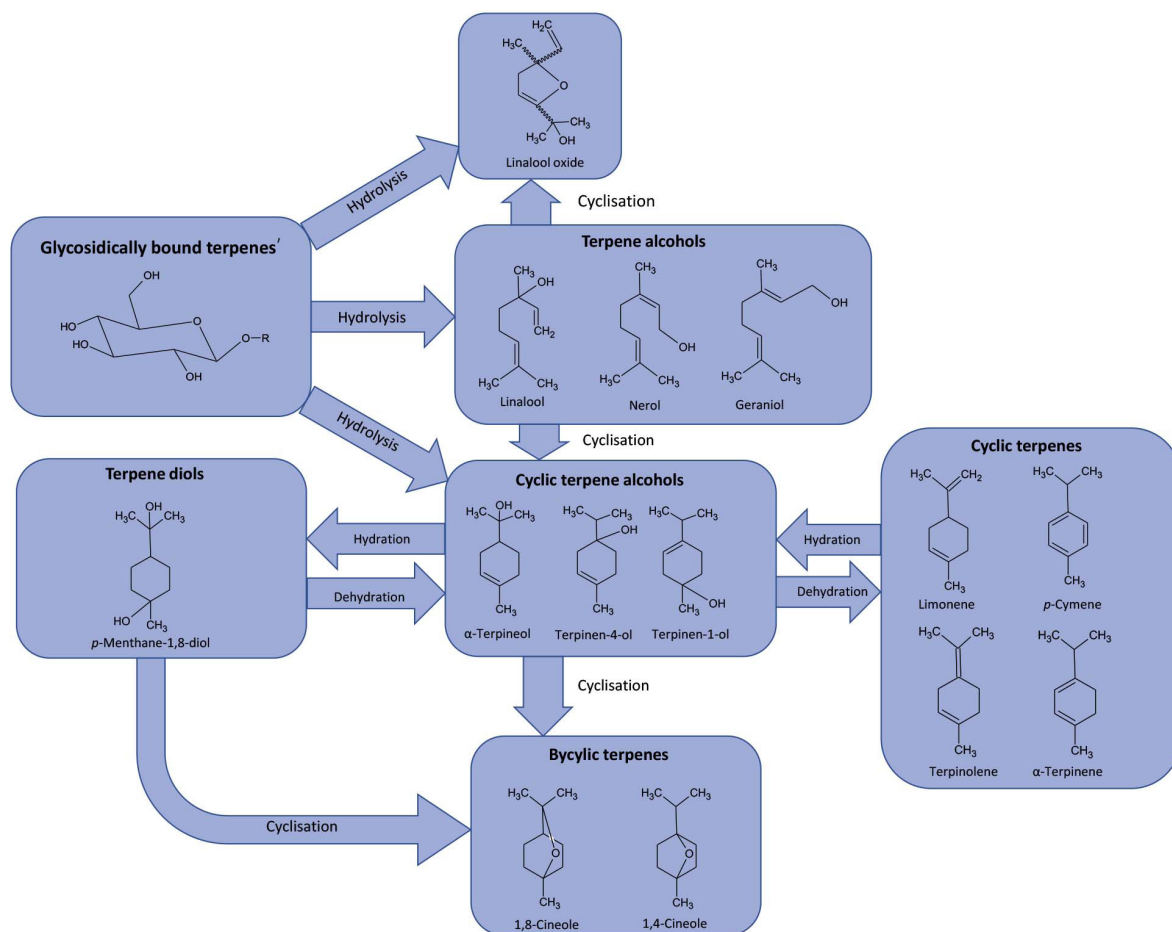 H₂C
H₃C
O
H₃C
CH₃
OH
Linalool oxide
Hydrolysis
Cyclisation
Glycosidically bound terpenes'
OH
HO
O
HO
O—R
OH
Hydrolysis
Terpene alcohols
H₃C
OH
CH₂
H₃C
CH₃
Linalool
CH₃
OH
H₃C
CH₃
Nerol
CH₃
OH
H₃C
CH₃
Geraniol
Hydrolysis
Cyclisation
Terpene diols
OH
H₃C
CH₃
HO
CH₃
p-Menthane-1,8-diol
Hydration
Dehydration
Cyclic terpene alcohols
OH
H₃C
CH₃
CH₃
α-Terpineol
H₃C
CH₃
OH
CH₃
Terpinen-4-ol
H₃C
CH₃
H₃C
OH
Terpinen-1-ol
Hydration
Dehydration
Cyclic terpenes
H₃C
CH₂
CH₃
Limonene
H₃C
CH₃
H₃C
p-Cymene
H₃C
CH₃
CH₃
Terpinolene
H₃C
CH₃
CH₃
α-Terpinene
Cyclisation
Cyclisation
Bycylic terpenes
H₃C
CH₃
O
CH₃
1,8-Cineole
H₃C
CH₃
O
CH₃
1,4-Cineole